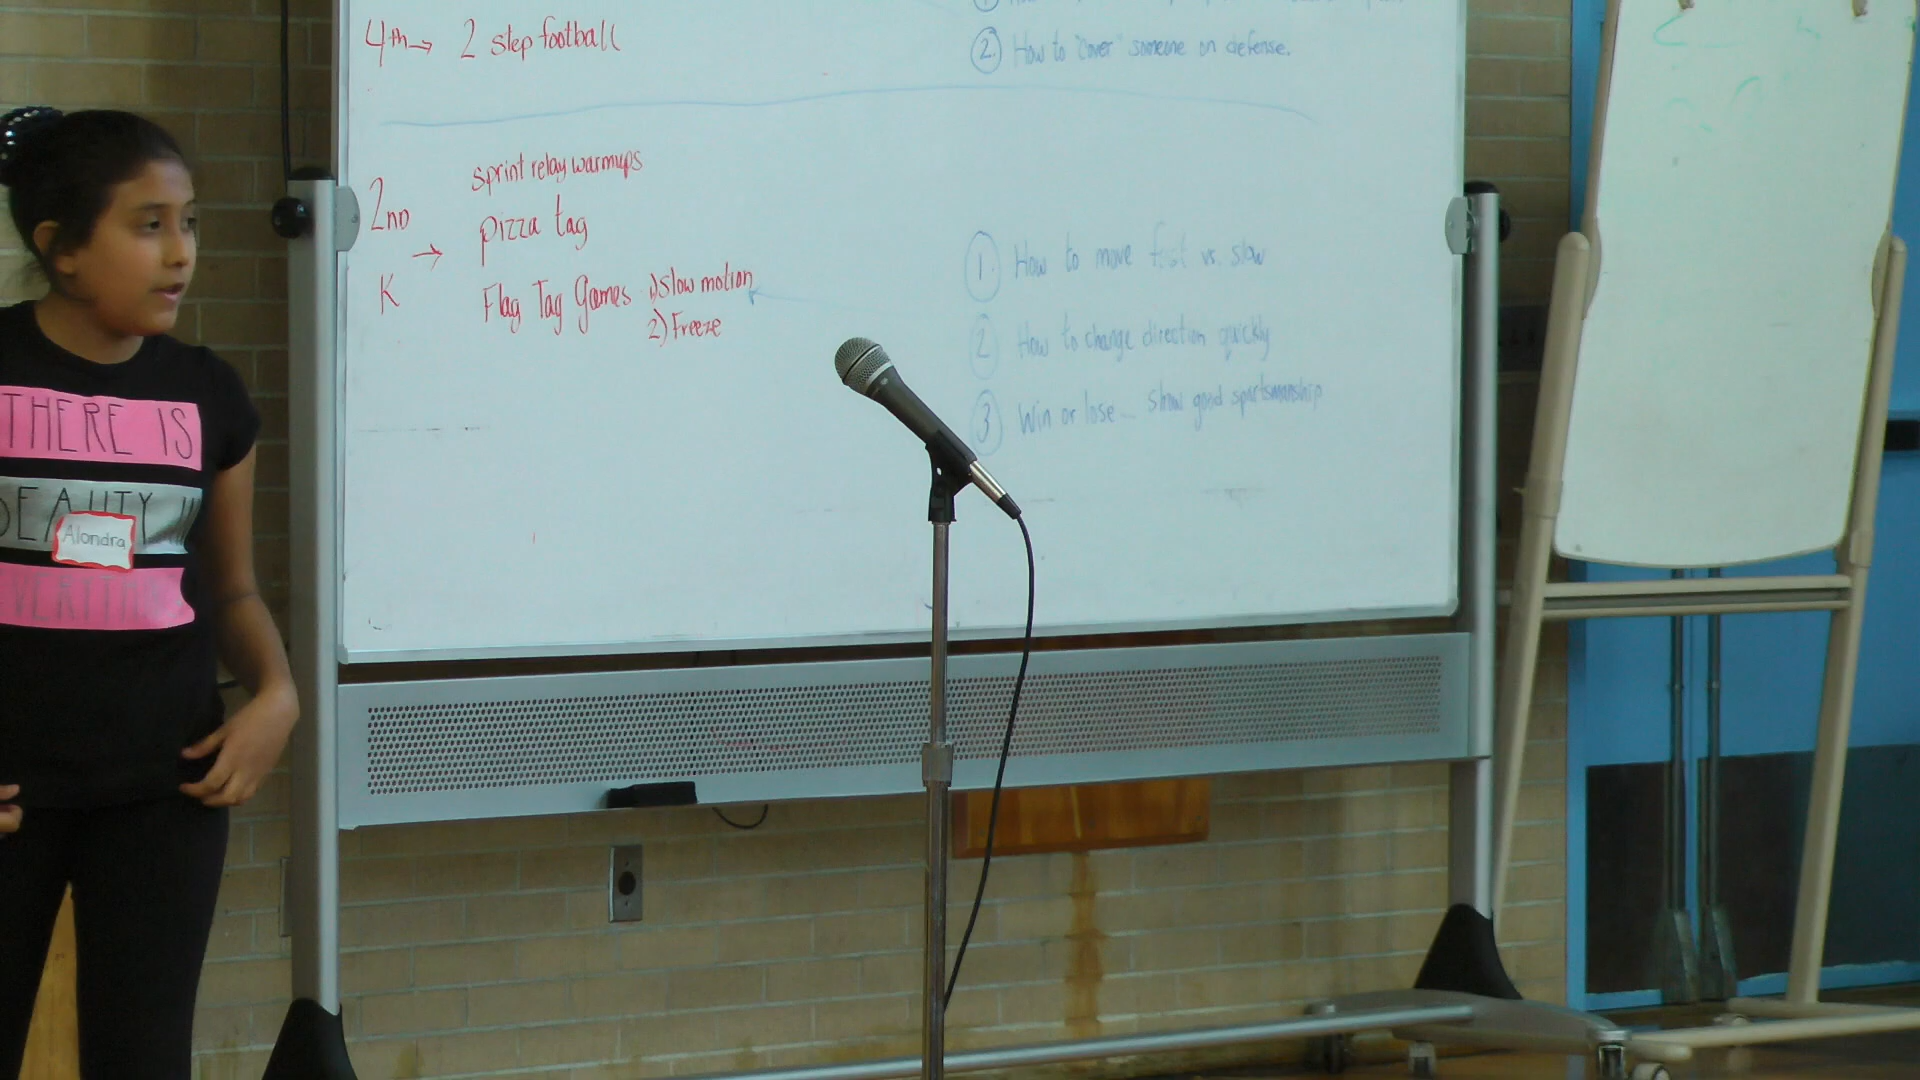 4th → 2 step football
2. How to "cover" someone on defense.
2ND
K →
sprint relay warmups
pizza tag
Flag Tag Games 1) Slow motion
2) Freeze
1. How to move fast vs. slow
2 How to change direction quickly
3 Win or lose... show good sportsmanship
THERE IS
BEAUTY
Alondra